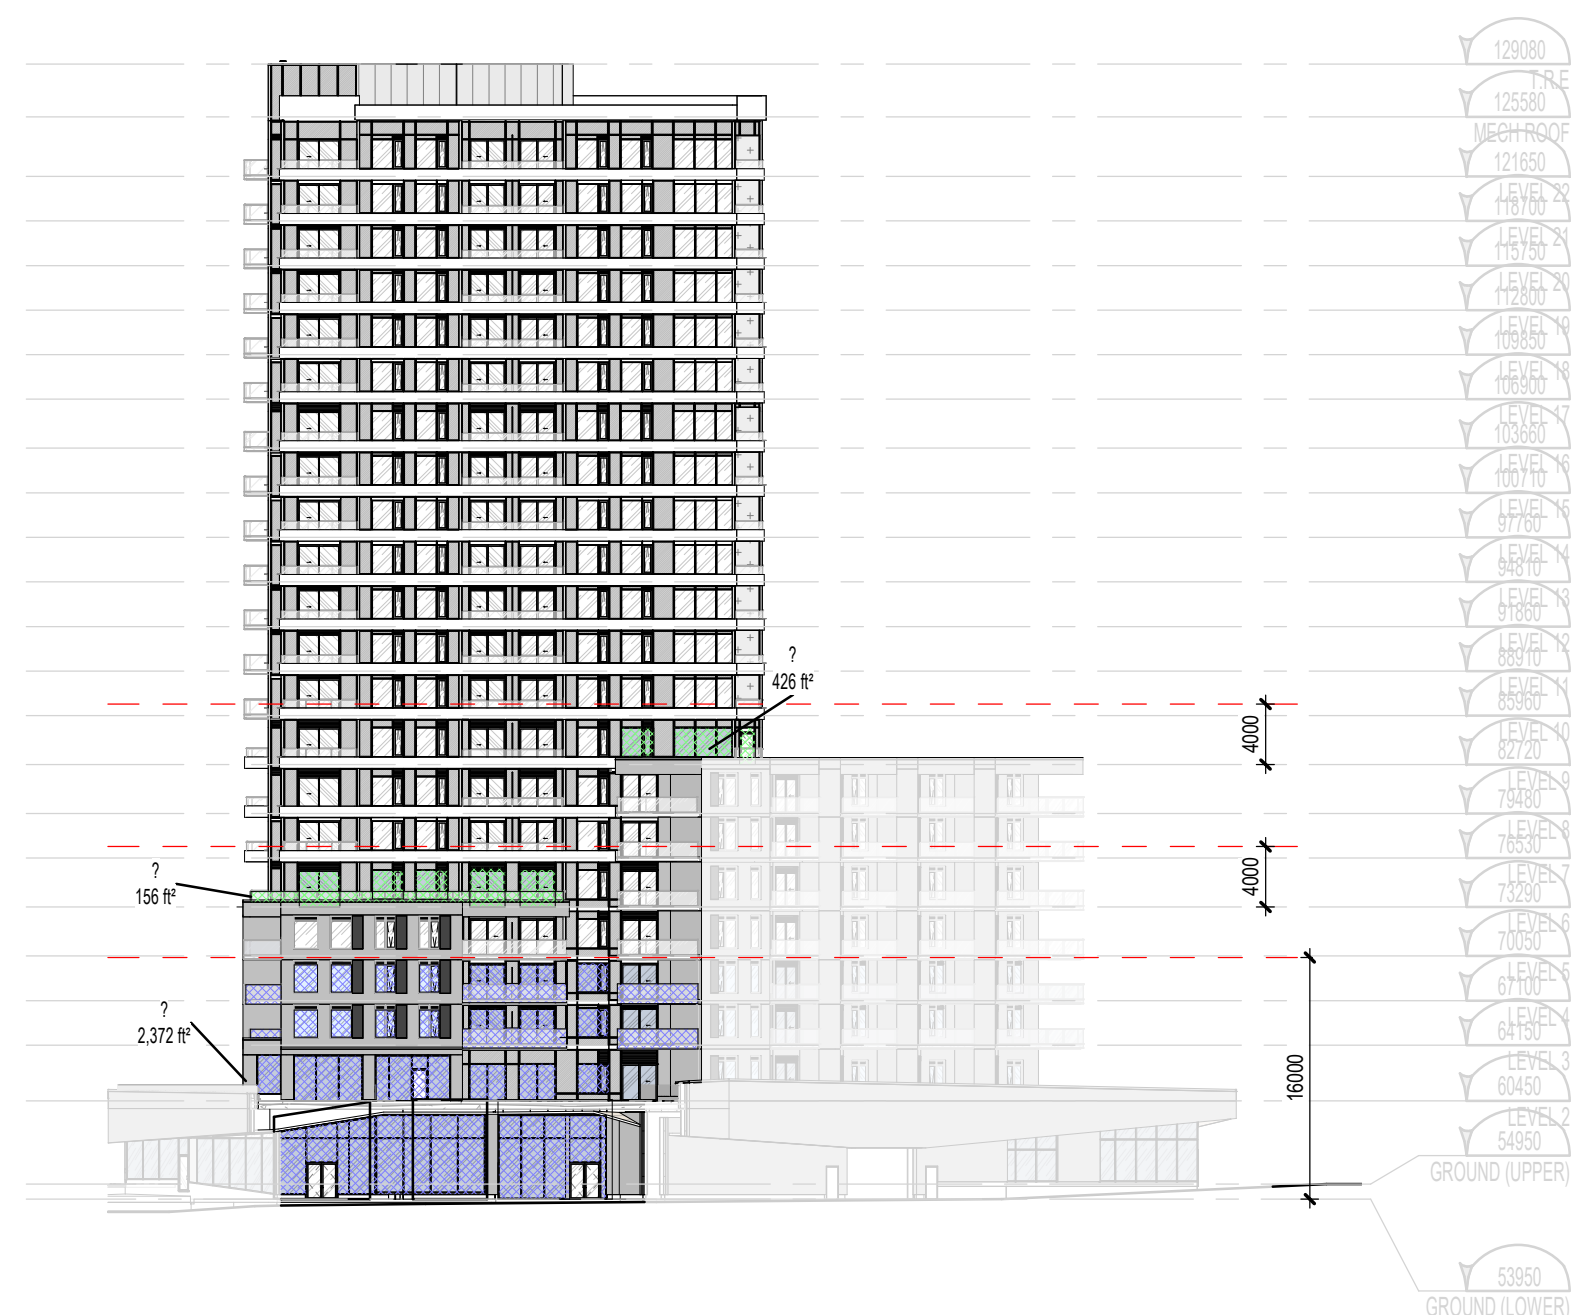 129080
T.R.E
125580
MECH ROOF
121650
LEVEL 22
118700
LEVEL 21
115750
LEVEL 20
112800
LEVEL 19
109850
LEVEL 18
106900
LEVEL 17
103660
LEVEL 16
100710
LEVEL 15
97760
LEVEL 14
94810
LEVEL 13
91860
LEVEL 12
88910
LEVEL 11
85960
LEVEL 10
82720
LEVEL 9
79480
LEVEL 8
76530
LEVEL 7
73290
LEVEL 6
70050
LEVEL 5
67100
LEVEL 4
64150
LEVEL 3
60450
LEVEL 2
54950
GROUND (UPPER)
53950
GROUND (LOWER)
?
426 ft²
?
156 ft²
?
2,372 ft²
4000
4000
16000